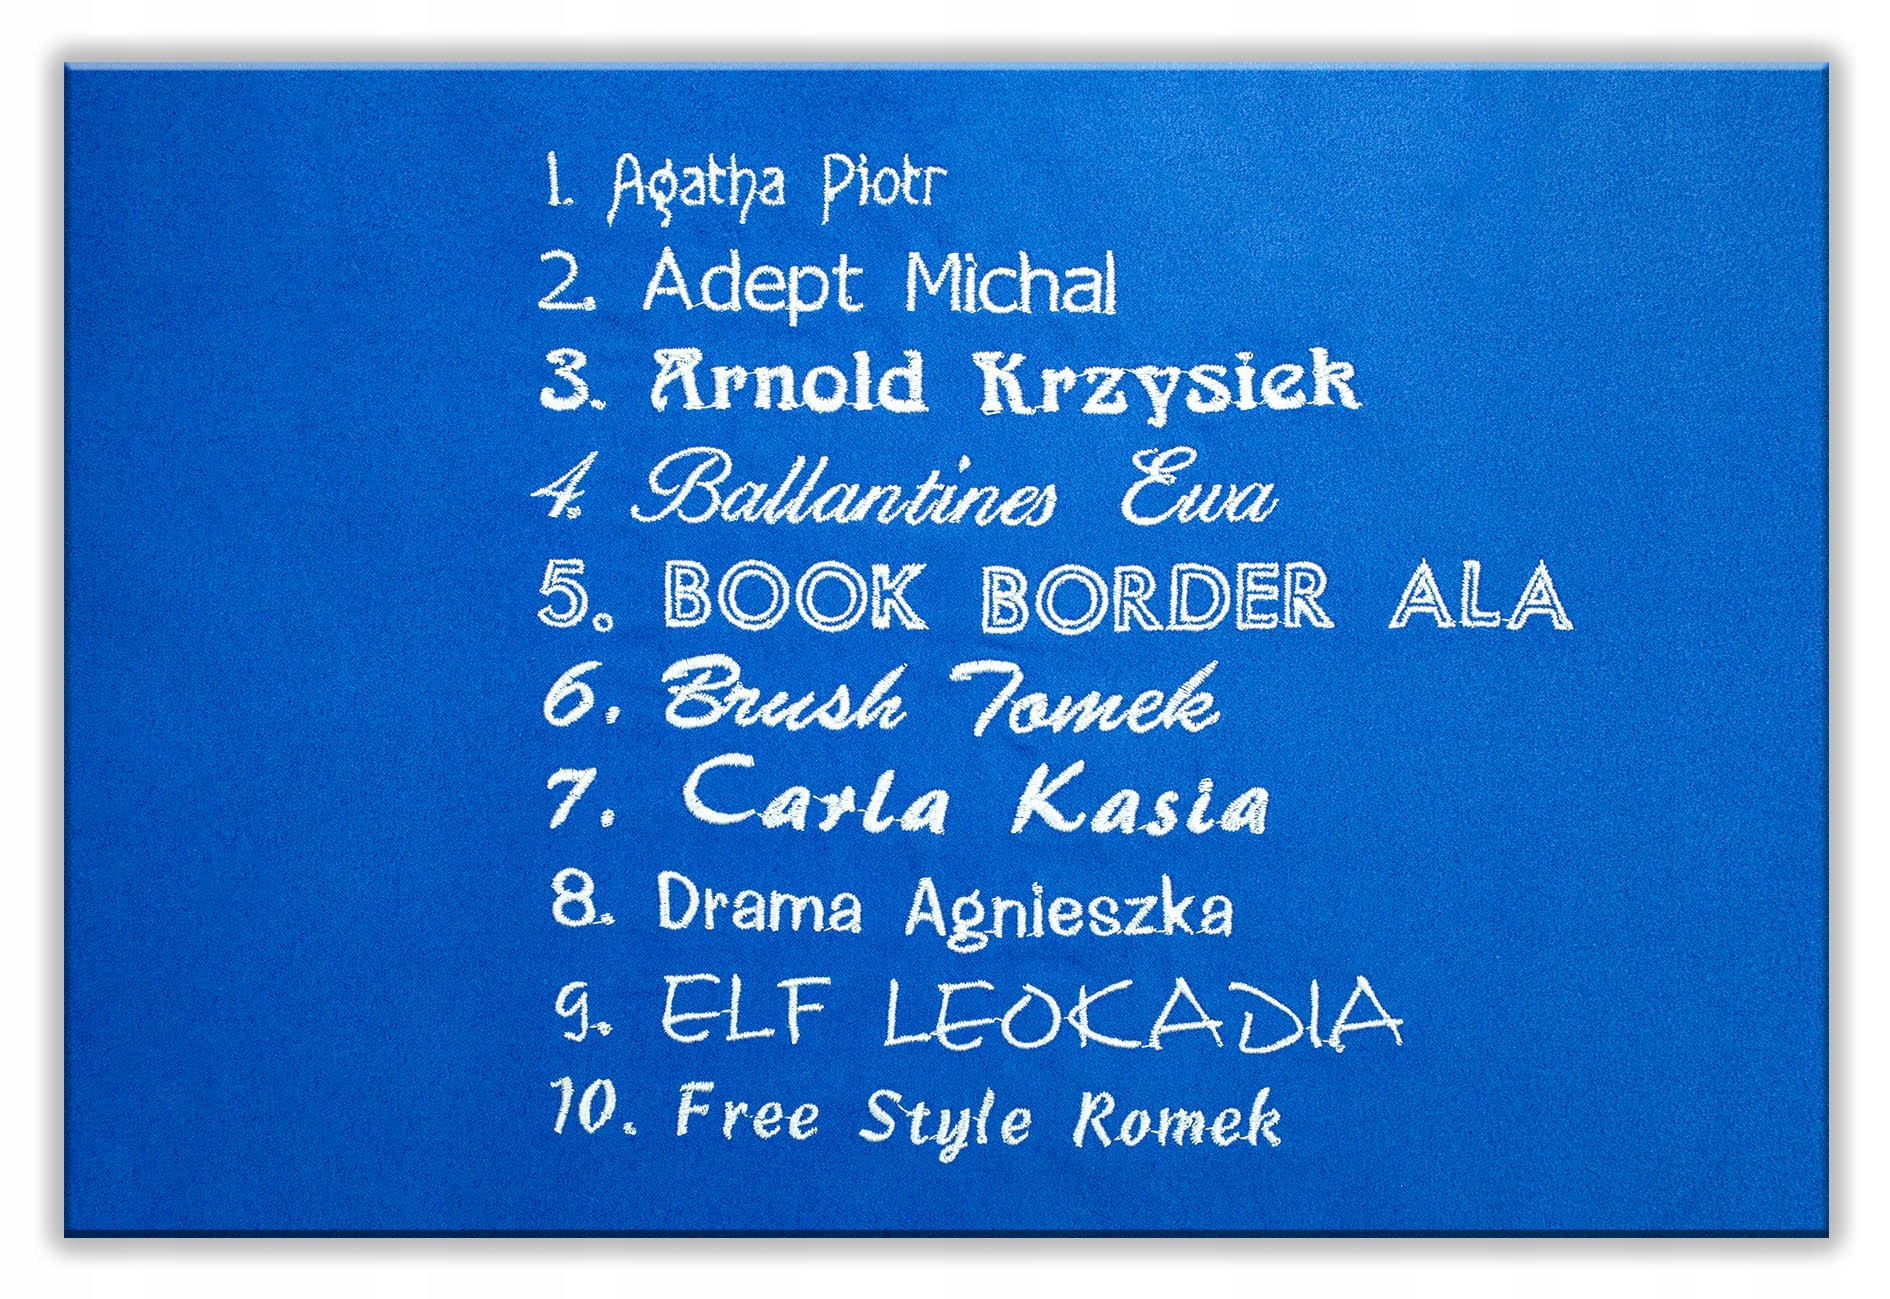 1. Agatha Piotr
2. Adept Michal
3. Arnold Krzysiek
4. Ballantines Ewa
5. BOOK BORDER ALA
6. Brush Tomek
7. Carla Kasia
8. Drama Agnieszka
9. ELF LEOKADIA
10. Free Style Romek